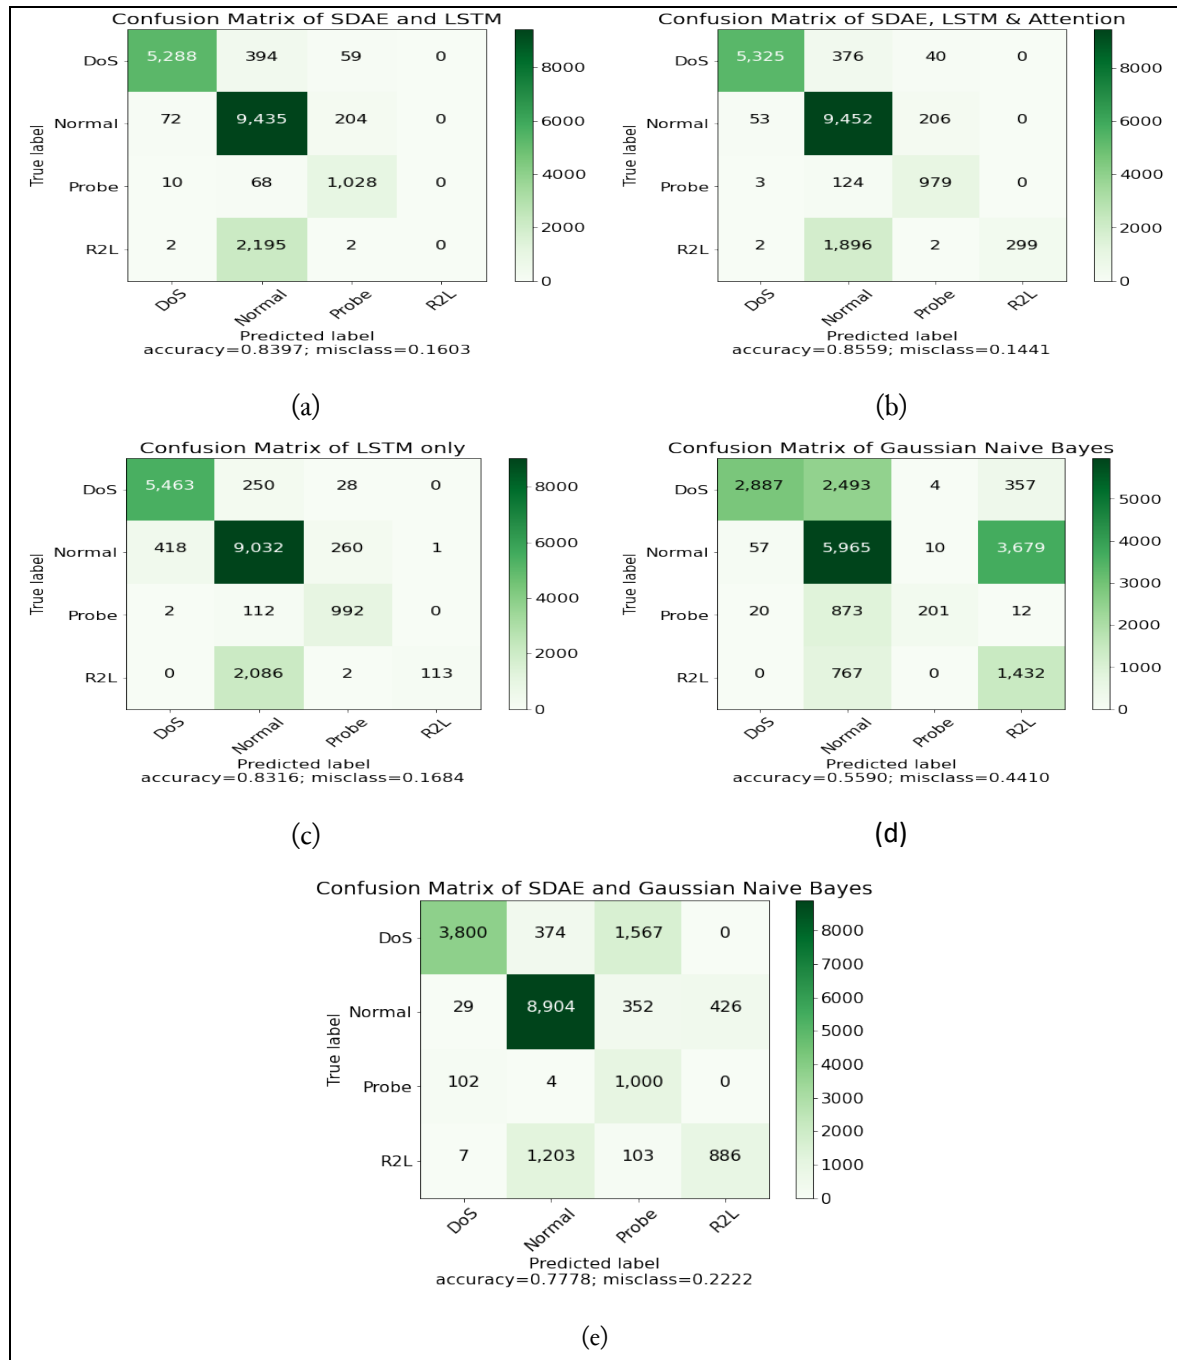 Confusion Matrix of SDAE and LSTM
True label
DoS 5,288 394 59 0
Normal 72 9,435 204 0
Probe 10 68 1,028 0
R2L 2 2,195 2 0
DoS Normal Probe R2L
8000
6000
4000
2000
0
Predicted label
accuracy=0.8397; misclass=0.1603
(a)
Confusion Matrix of SDAE, LSTM & Attention
True label
DoS 5,325 376 40 0
Normal 53 9,452 206 0
Probe 3 124 979 0
R2L 2 1,896 2 299
DoS Normal Probe R2L
8000
6000
4000
2000
0
Predicted label
accuracy=0.8559; misclass=0.1441
(b)
Confusion Matrix of LSTM only
True label
DoS 5,463 250 28 0
Normal 418 9,032 260 1
Probe 2 112 992 0
R2L 0 2,086 2 113
DoS Normal Probe R2L
8000
6000
4000
2000
0
Predicted label
accuracy=0.8316; misclass=0.1684
(c)
Confusion Matrix of Gaussian Naive Bayes
True label
DoS 2,887 2,493 4 357
Normal 57 5,965 10 3,679
Probe 20 873 201 12
R2L 0 767 0 1,432
DoS Normal Probe R2L
5000
4000
3000
2000
1000
0
Predicted label
accuracy=0.5590; misclass=0.4410
(d)
Confusion Matrix of SDAE and Gaussian Naive Bayes
True label
DoS 3,800 374 1,567 0
Normal 29 8,904 352 426
Probe 102 4 1,000 0
R2L 7 1,203 103 886
DoS Normal Probe R2L
8000
7000
6000
5000
4000
3000
2000
1000
0
Predicted label
accuracy=0.7778; misclass=0.2222
(e)